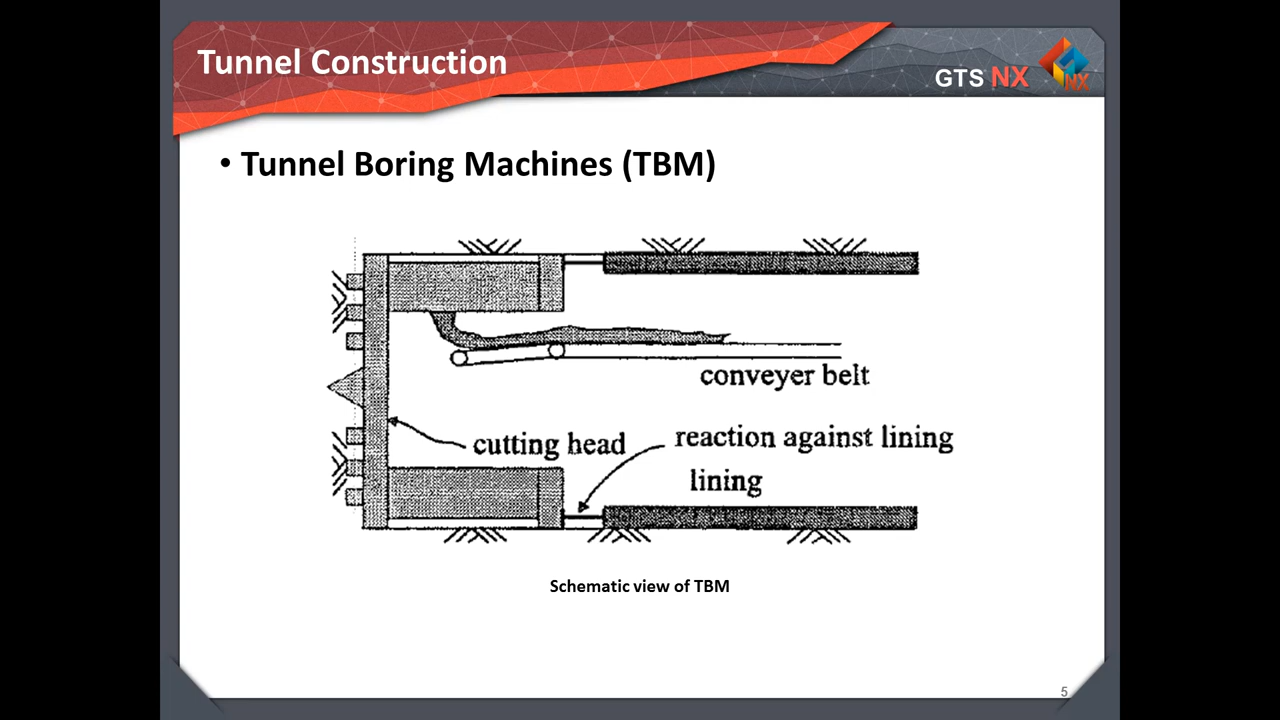 Tunnel Construction
GTS NX
NX
• Tunnel Boring Machines (TBM)
conveyer belt
cutting head
reaction against lining
lining
Schematic view of TBM
5